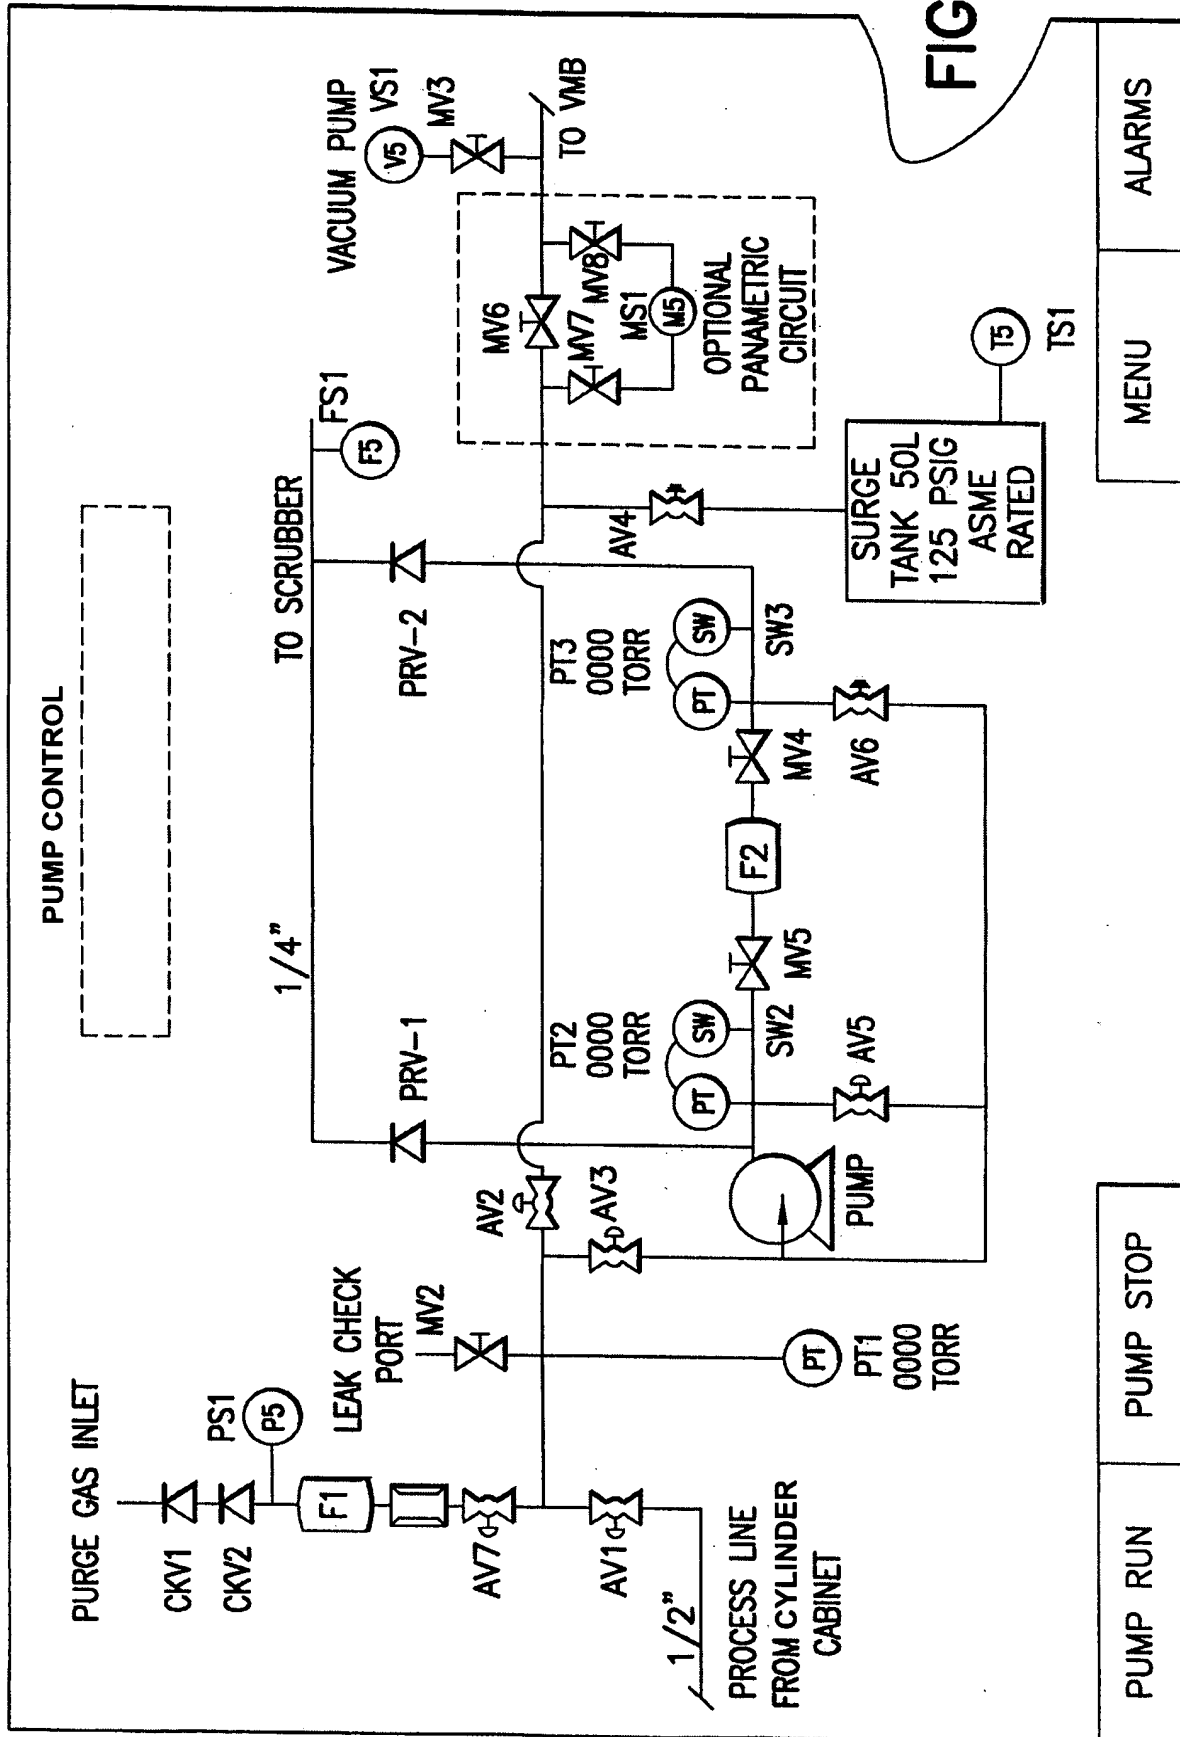 FIG
PUMP CONTROL
1/4"
TO SCRUBBER
FS1
F5
VACUUM PUMP
VS1
V5
MV3
TO VMB
PURGE GAS INLET
CKV1
CKV2
PS1
P5
F1
AV7
AV1
1/2"
PROCESS LINE
FROM CYLINDER
CABINET
LEAK CHECK
PORT
MV2
PT
PT1
0000
TORR
AV2
AV3
PUMP
PRV-1
PRV-2
PT2
0000
TORR
PT
SW
SW2
AV5
MV5
F2
MV4
PT3
0000
TORR
PT
SW
SW3
AV6
AV4
MV6
MV7
MV8
MS1
M5
OPTIONAL
PANAMETRIC
CIRCUIT
SURGE
TANK 50L
125 PSIG
ASME
RATED
T5
TS1
PUMP RUN
PUMP STOP
MENU
ALARMS